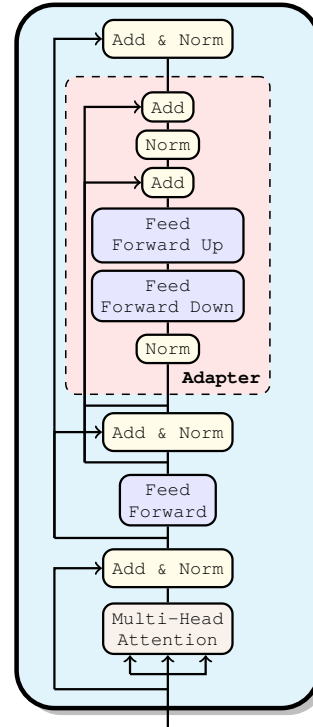 Add & Norm
Add
Norm
Add
Feed
Forward Up
Feed
Forward Down
Norm
Adapter
Add & Norm
Feed
Forward
Add & Norm
Multi-Head
Attention